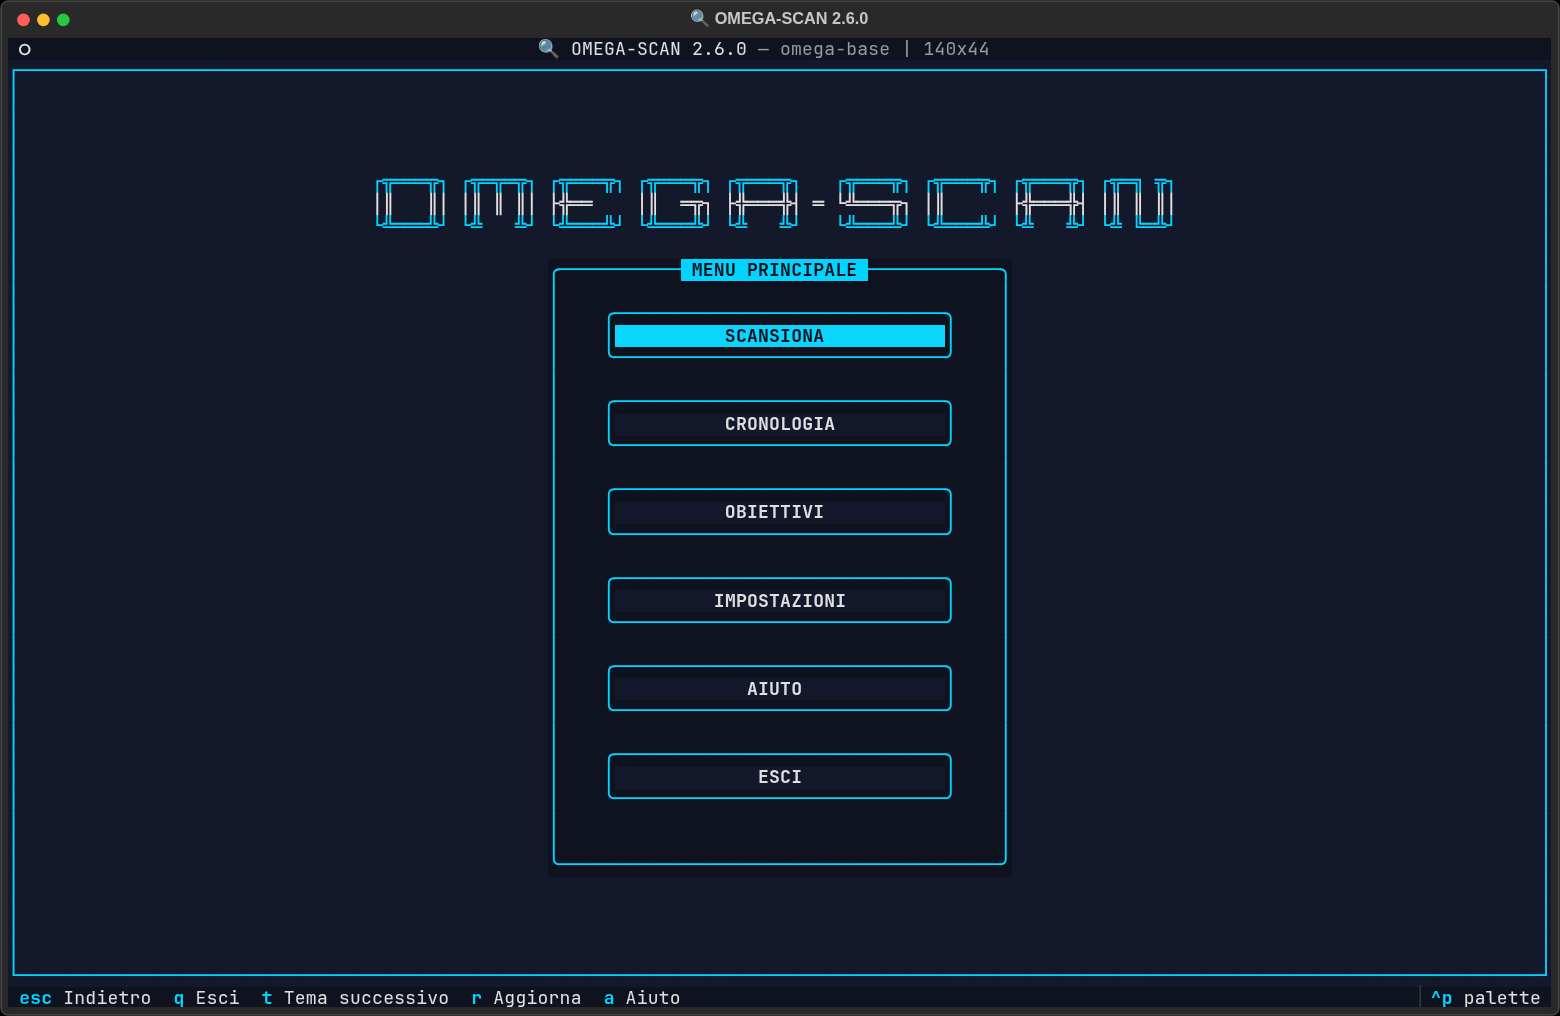 🔍 OMEGA-SCAN 2.6.0
🔍 OMEGA-SCAN 2.6.0 — omega-base | 140x44
OMEGA-SCAN
MENU PRINCIPALE
SCANSIONA
CRONOLOGIA
OBIETTIVI
IMPOSTAZIONI
AIUTO
ESCI
esc Indietro q Esci t Tema successivo r Aggiorna a Aiuto ^p palette